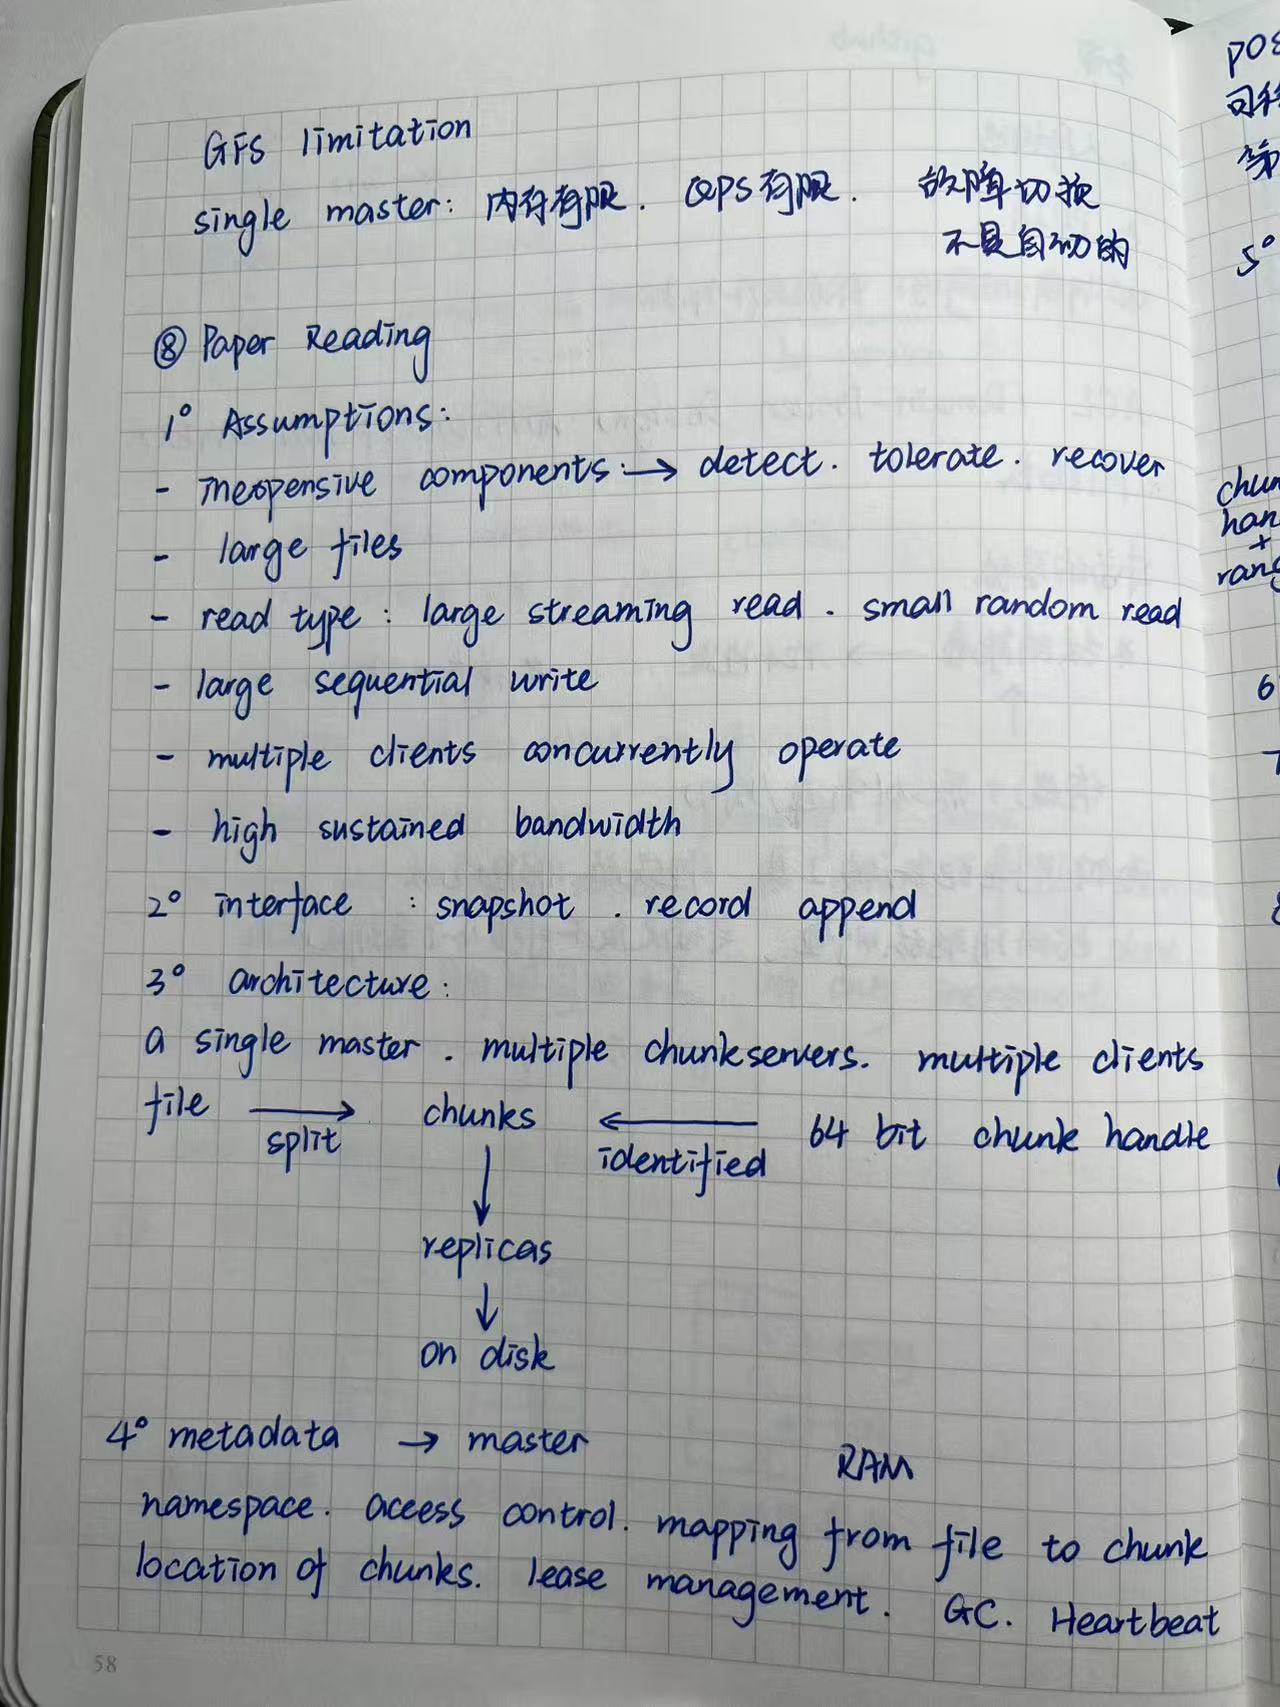 GFS limitation
single master: 内存有限. QPS有限. 故障切换
不是自动的
⑧ Paper Reading
1° Assumptions:
- inexpensive components: → detect. tolerate. recover
- large files
- read type: large streaming read. small random read
- large sequential write
- multiple clients concurrently operate
- high sustained bandwidth
2° interface: snapshot. record append
3° architecture:
a single master. multiple chunkservers. multiple clients
file → chunks ← 64 bit chunk handle
split identified
↓
replicas
↓
on disk
4° metadata → master
RAM
namespace. access control. mapping from file to chunk
location of chunks. lease management. GC. Heartbeat
58
5°
chun
han
+
rang
6
7
8